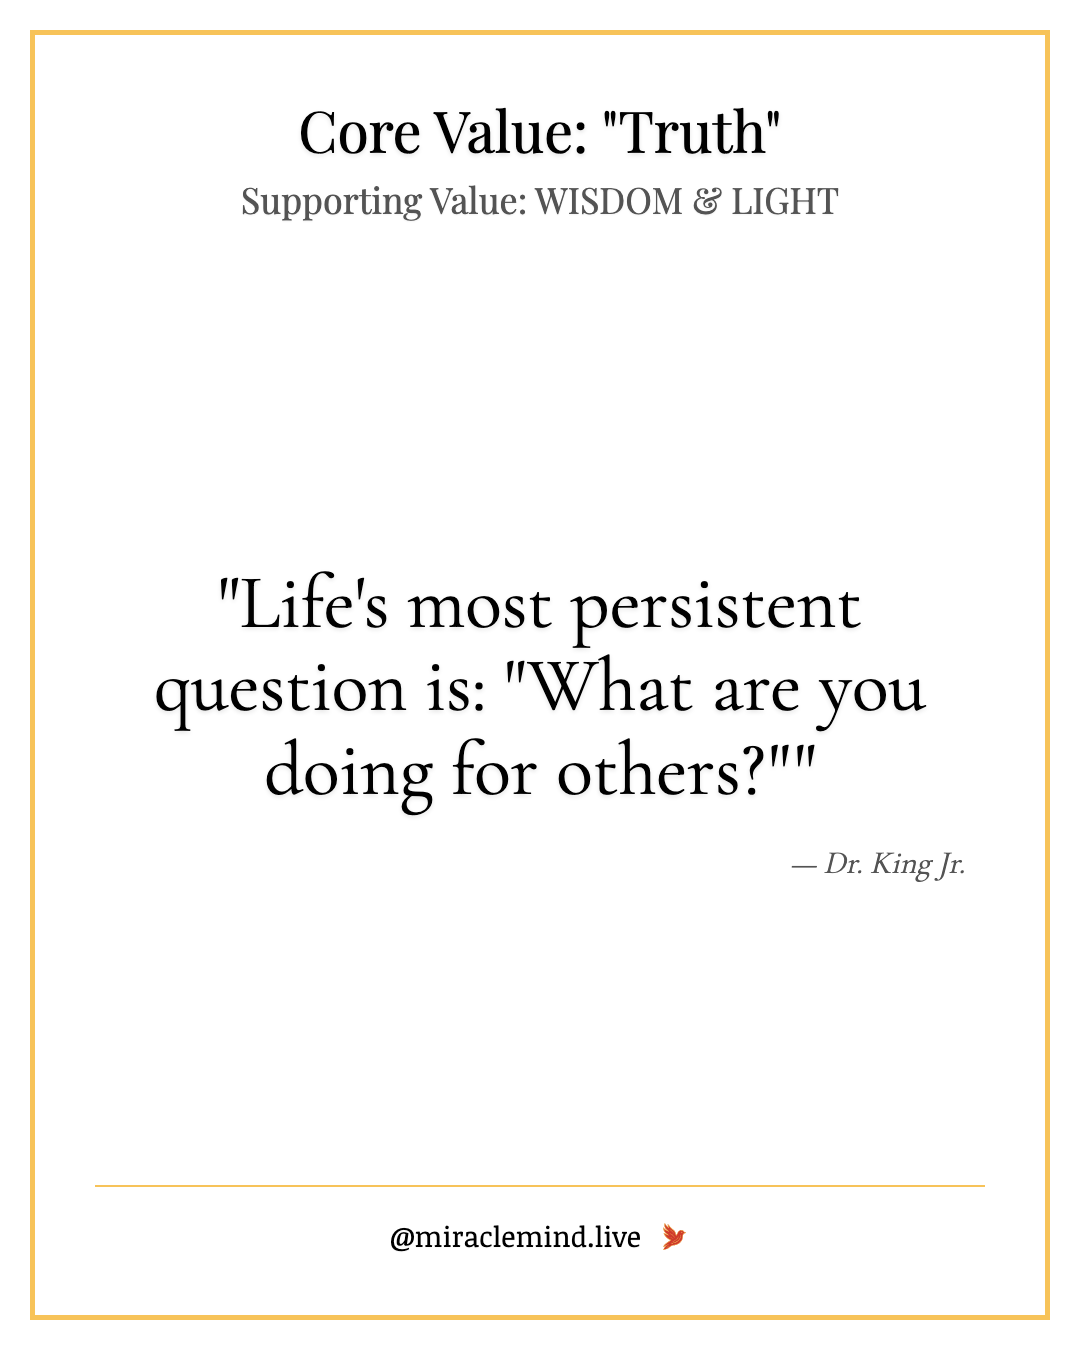 Core Value: "Truth"
Supporting Value: WISDOM & LIGHT
"Life's most persistent
question is: "What are you
doing for others?""
— Dr. King Jr.
@miraclemind.live